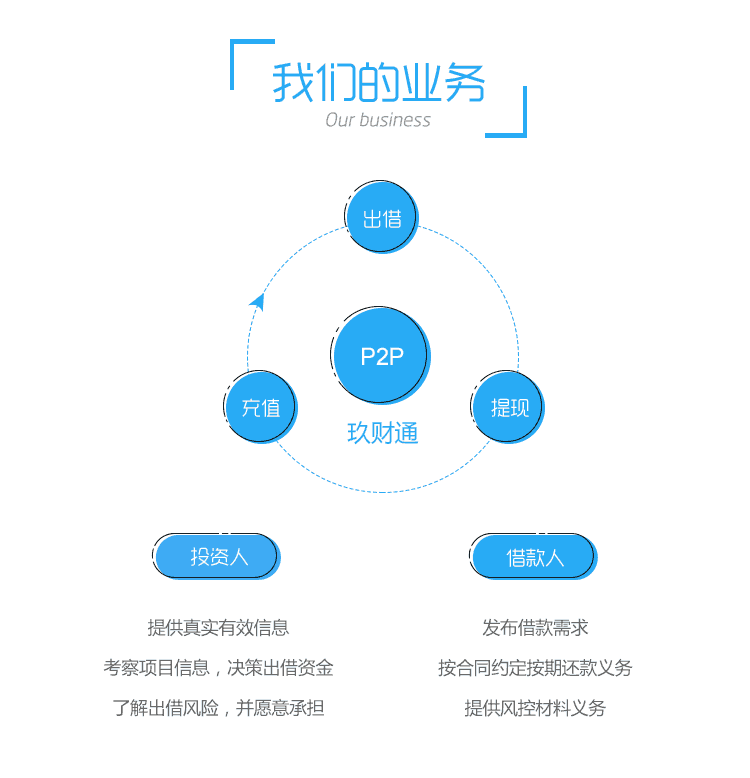 我们的业务
Our business
出借
P2P
充值
提现
玖财通
投资人
借款人
提供真实有效信息
发布借款需求
考察项目信息，决策出借资金
按合同约定按期还款义务
了解出借风险，并愿意承担
提供风控材料义务